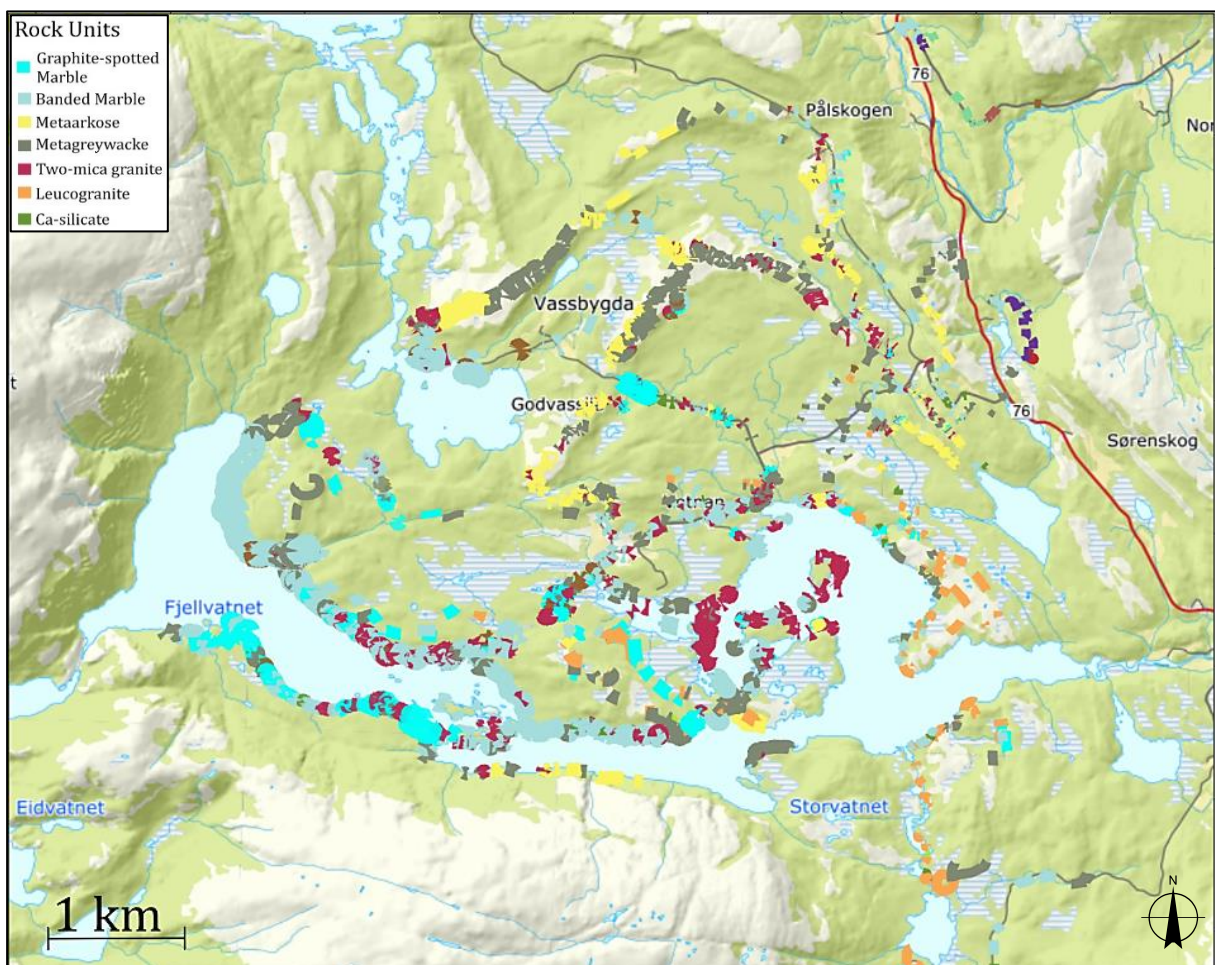 Rock Units
Graphite-spotted
Marble
Banded Marble
Metaarkose
Metagreywacke
Two-mica granite
Leucogranite
Ca-silicate
76
Pålskogen
Nor
Vassbygda
t
76
Sørenskog
Fjellvatnet
Eidvatnet
Storvatnet
1 km
N